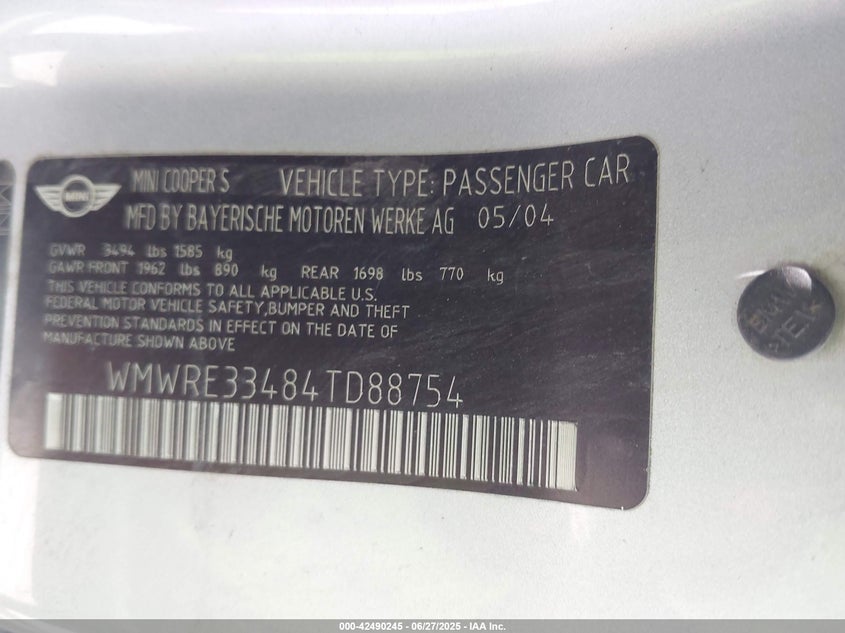 MINI COOPER S VEHICLE TYPE: PASSENGER CAR
MINI
MFD BY BAYERISCHE MOTOREN WERKE AG 05/04
GVWR 3494 lbs 1585 kg
GAWR FRONT 1962 lbs 890 kg REAR 1698 lbs 770 kg
THIS VEHICLE CONFORMS TO ALL APPLICABLE U.S.
FEDERAL MOTOR VEHICLE SAFETY, BUMPER AND THEFT
PREVENTION STANDARDS IN EFFECT ON THE DATE OF
MANUFACTURE SHOWN ABOVE
WMWRE33484TD88754
000-42490245 - 06/27/2025 - IAA Inc.